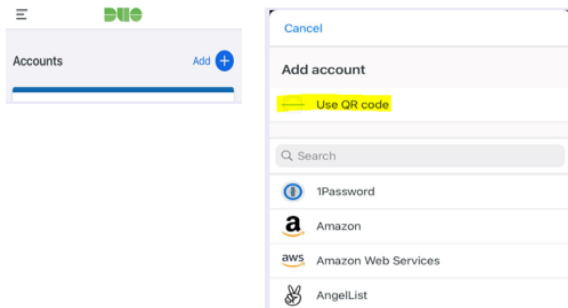 DUO
Accounts
Add
Cancel
Add account
Use QR code
Search
1Password
a
Amazon
aws
Amazon Web Services
AngelList